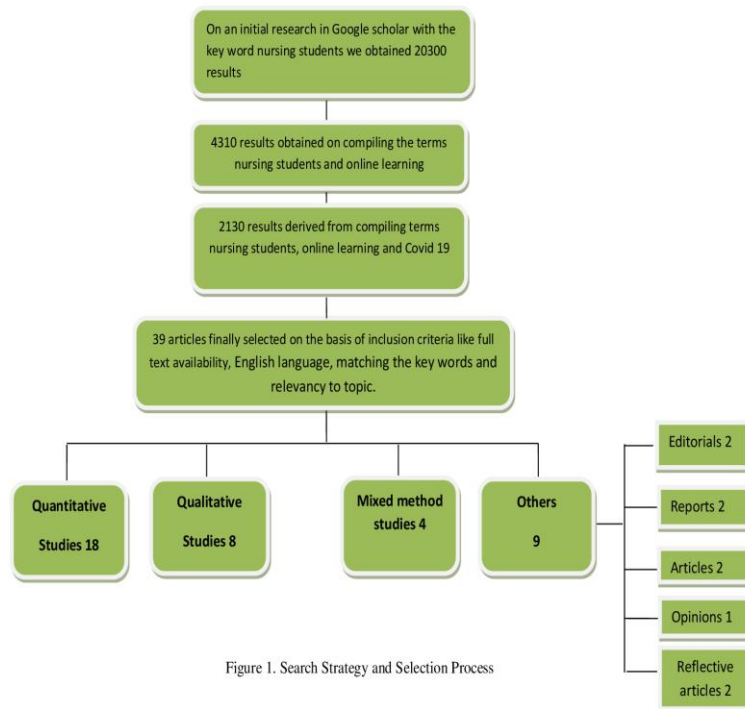 On an initial research in Google scholar with the
key word nursing students we obtained 20300
results
4310 results obtained on compiling the terms
nursing students and online learning
2130 results derived from compiling terms
nursing students, online learning and Covid 19
39 articles finally selected on the basis of inclusion criteria like full
text availability, English language, matching the key words and
relevancy to topic.
Quantitative
Studies 18
Qualitative
Studies 8
Mixed method
studies 4
Others
9
Editorials 2
Reports 2
Articles 2
Opinions 1
Reflective
articles 2
Figure 1. Search Strategy and Selection Process